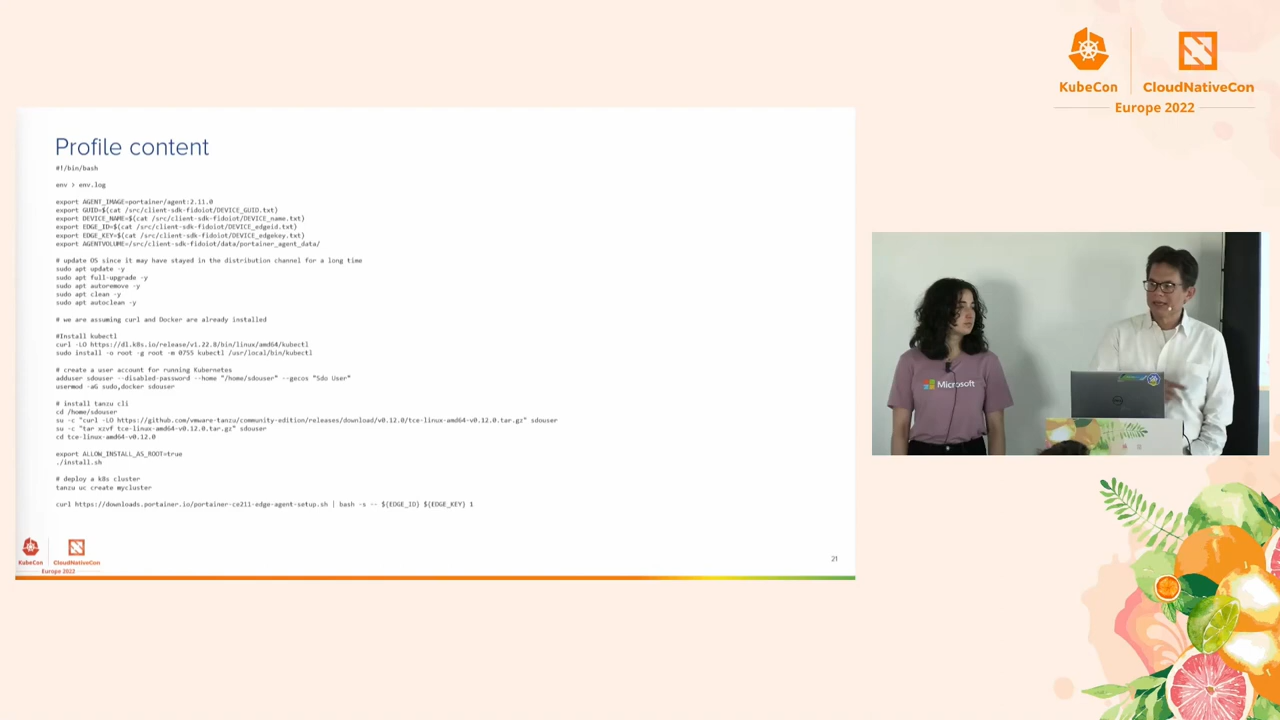 KubeCon
CloudNativeCon
Europe 2022
Profile content
#!/bin/bash
env > env.log
export AGENT_IMAGE=portainer/agent:2.11.0
export GUID=$(cat /src/client-sdk-fidoiot/DEVICE_GUID.txt)
export DEVICE_NAME=$(cat /src/client-sdk-fidoiot/DEVICE_name.txt)
export EDGE_ID=$(cat /src/client-sdk-fidoiot/DEVICE_edgeid.txt)
export EDGE_KEY=$(cat /src/client-sdk-fidoiot/DEVICE_edgekey.txt)
export AGENTVOLUME=/src/client-sdk-fidoiot/data/portainer_agent_data/
# update OS since it may have stayed in the distribution channel for a long time
sudo apt update -y
sudo apt full-upgrade -y
sudo apt autoremove -y
sudo apt clean -y
sudo apt autoclean -y
# we are assuming curl and Docker are already installed
#Install kubectl
curl -LO https://dl.k8s.io/release/v1.22.8/bin/linux/amd64/kubectl
sudo install -o root -g root -m 0755 kubectl /usr/local/bin/kubectl
# create a user account for running Kubernetes
adduser sdouser --disabled-password --home "/home/sdouser" --gecos "Sdo User"
usermod -aG sudo,docker sdouser
# install tanzu cli
cd /home/sdouser
su -c "curl -LO https://github.com/vmware-tanzu/community-edition/releases/download/v0.12.0/tce-linux-amd64-v0.12.0.tar.gz" sdouser
su -c "tar xzvf tce-linux-amd64-v0.12.0.tar.gz" sdouser
cd tce-linux-amd64-v0.12.0
export ALLOW_INSTALL_AS_ROOT=true
./install.sh
# deploy a k8s cluster
tanzu uc create mycluster
curl https://downloads.portainer.io/portainer-ce211-edge-agent-setup.sh | bash -s -- ${EDGE_ID} ${EDGE_KEY} 1
KubeCon
CloudNativeCon
Europe 2022
21
Microsoft
DELL